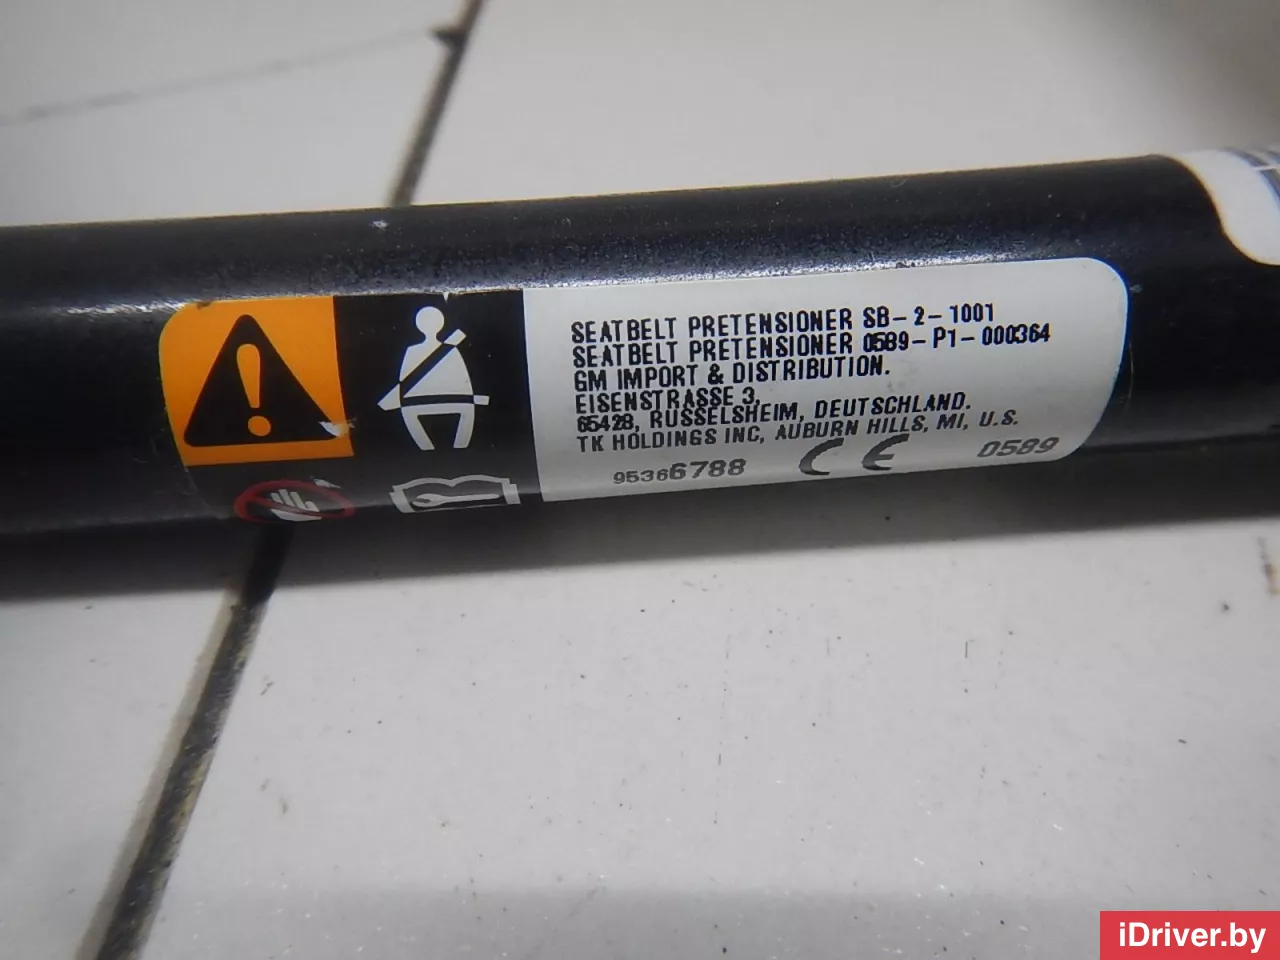 SEATBELT PRETENSIONER SB-2-1001
SEATBELT PRETENSIONER 0589-P1-000364
GM IMPORT & DISTRIBUTION.
EISENSTRASSE 3,
65428, RUSSELSHEIM, DEUTSCHLAND.
TK HOLDINGS INC, AUBURN HILLS, MI, U.S.
95366788 CE 0589
iDriver.by